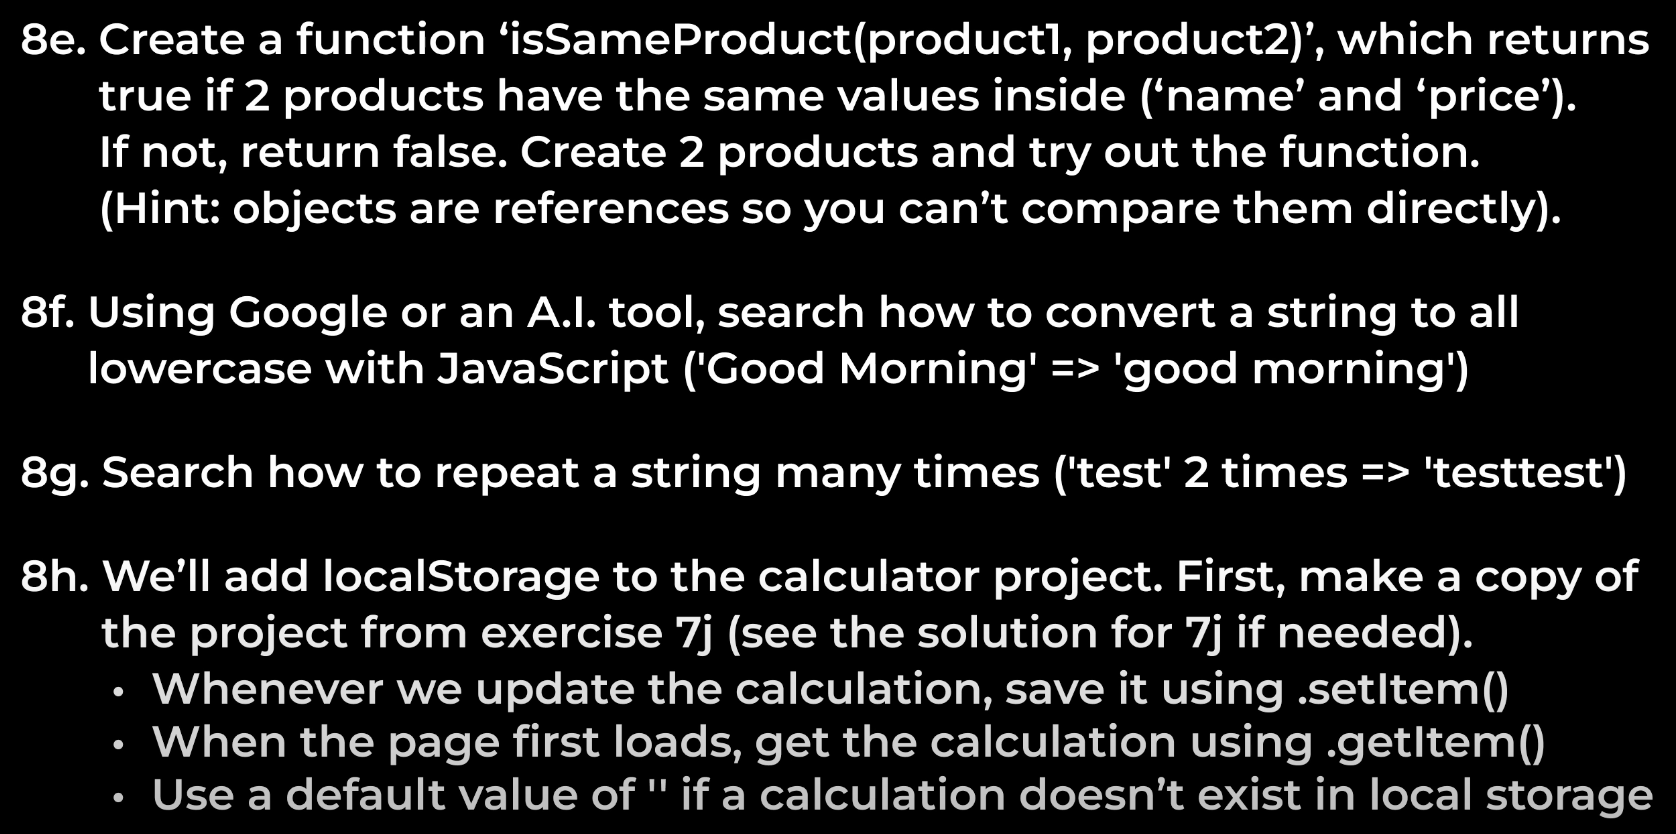 8e. Create a function ‘isSameProduct(product1, product2)’, which returns
true if 2 products have the same values inside (‘name’ and ‘price’).
If not, return false. Create 2 products and try out the function.
(Hint: objects are references so you can’t compare them directly).
8f. Using Google or an A.I. tool, search how to convert a string to all
lowercase with JavaScript ('Good Morning' => 'good morning')
8g. Search how to repeat a string many times ('test' 2 times => 'testtest')
8h. We’ll add localStorage to the calculator project. First, make a copy of
the project from exercise 7j (see the solution for 7j if needed).
• Whenever we update the calculation, save it using .setItem()
• When the page first loads, get the calculation using .getItem()
• Use a default value of '' if a calculation doesn’t exist in local storage